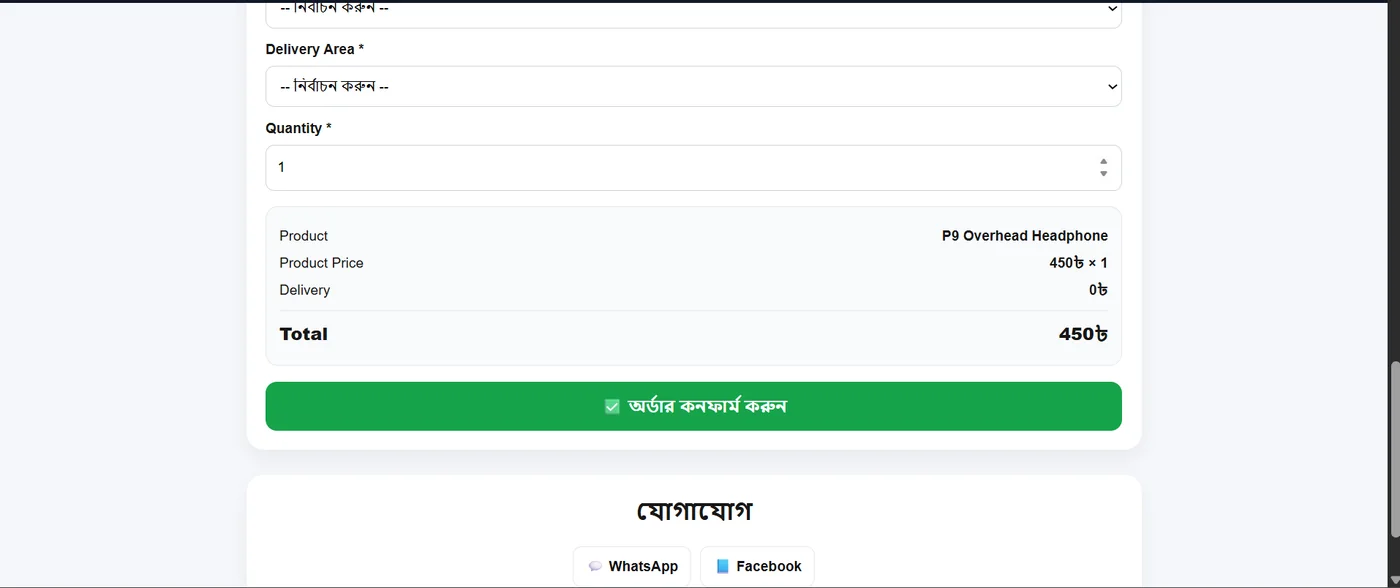 -- নির্বাচন করুন --
Delivery Area *
-- নির্বাচন করুন --
Quantity *
1
Product P9 Overhead Headphone
Product Price 450৳ × 1
Delivery 0৳
Total 450৳
✅ অর্ডার কনফার্ম করুন
যোগাযোগ
💬 WhatsApp 📘 Facebook